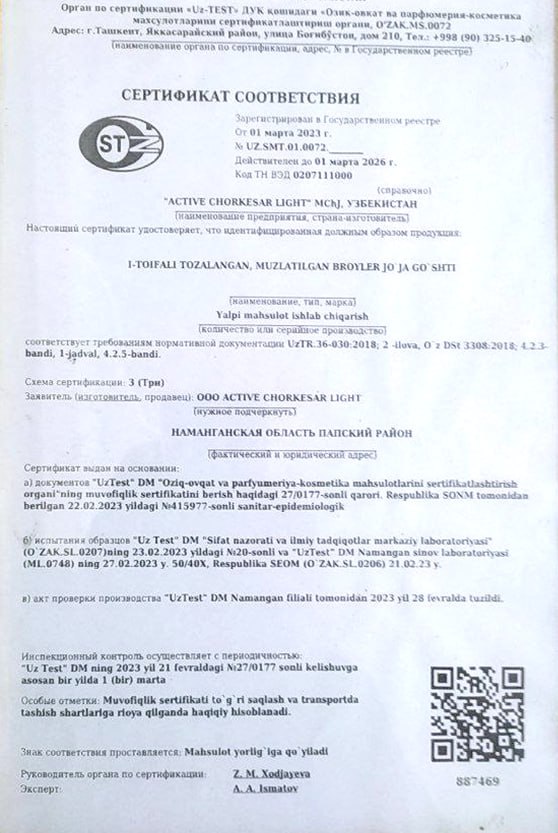 Орган по сертификации «Uz-TEST» ДУК қошидаги «Озиқ-овқат ва парфюмерия-косметика
махсулотларини сертификатлаштириш органи, O'ZAK.MS.0072
Адрес: г.Ташкент, Яккасарайский район, улица Боғибўстон, дом 210, Тел.: +998 (90) 325-15-40
(наименование органа по сертификации, адрес, № в Государственном реестре)
СЕРТИФИКАТ СООТВЕТСТВИЯ
ST
Зарегистрирован в Государственном реестре
От 01 марта 2023 г.
№ UZ.SMT.01.0072.______
Действителен до 01 марта 2026 г.
Код ТН ВЭД 0207111000
(справочно)
"ACTIVE CHORKESAR LIGHT" MChJ, УЗБЕКИСТАН
(наименование предприятия, страна-изготовитель)
Настоящий сертификат удостоверяет, что идентифицированная должным образом продукция:
I-TOIFALI TOZALANGAN, MUZLATILGAN BROYLER JO`JA GO`SHTI
(наименование, тип, марка)
Yalpi mahsulot ishlab chiqarish
(количество или серийное производство)
соответствует требованиям нормативной документации UzTR.36-030:2018; 2 -ilova, O`z DSt 3308:2018; 4.2.3-
bandi, 1-jadval, 4.2.5-bandi.
Схема сертификации: 3 (Три)
Заявитель (изготовитель, продавец): ООО ACTIVE CHORKESAR LIGHT
(нужное подчеркнуть)
НАМАНГАНСКАЯ ОБЛАСТЬ ПАПСКИЙ РАЙОН
(фактический и юридический адрес)
Сертификат выдан на основании:
а) документов "UzTest" DM "Oziq-ovqat va parfyumeriya-kosmetika mahsulotlarini sertifikatlashtirish
organi"ning muvofiqlik sertifikatini berish haqidagi 27/0177-sonli qarori. Respublika SONM tomonidan
berilgan 22.02.2023 yildagi №415977-sonli sanitar-epidemiologik
б) испытания образцов "Uz Test" DM "Sifat nazorati va ilmiy tadqiqotlar markaziy laboratoriyasi"
(O`ZAK.SL.0207)ning 23.02.2023 yildagi №20-sonli va "UzTest" DM Namangan sinov laboratoriyasi
(ML.0748) ning 27.02.2023 y. 50/40X, Respublika SEOM (O`ZAK.SL.0206) 21.02.23 y.
в) акт проверки производства "UzTest" DM Namangan filiali tomonidan 2023 yil 28 fevralda tuzildi.
Инспекционный контроль осуществляет с периодичностью:
"Uz Test" DM ning 2023 yil 21 fevraldagi №27/0177 sonli kelishuvga
asosan bir yilda 1 (bir) marta
Особые отметки: Muvofiqlik sertifikati to`g`ri saqlash va transportda
tashish shartlariga rioya qilganda haqiqiy hisoblanadi.
Знак соответствия проставляется: Mahsulot yorlig`iga qo`yiladi
Руководитель органа по сертификации: Z. M. Xodjayeva
Эксперт: A. A. Ismatov
887469